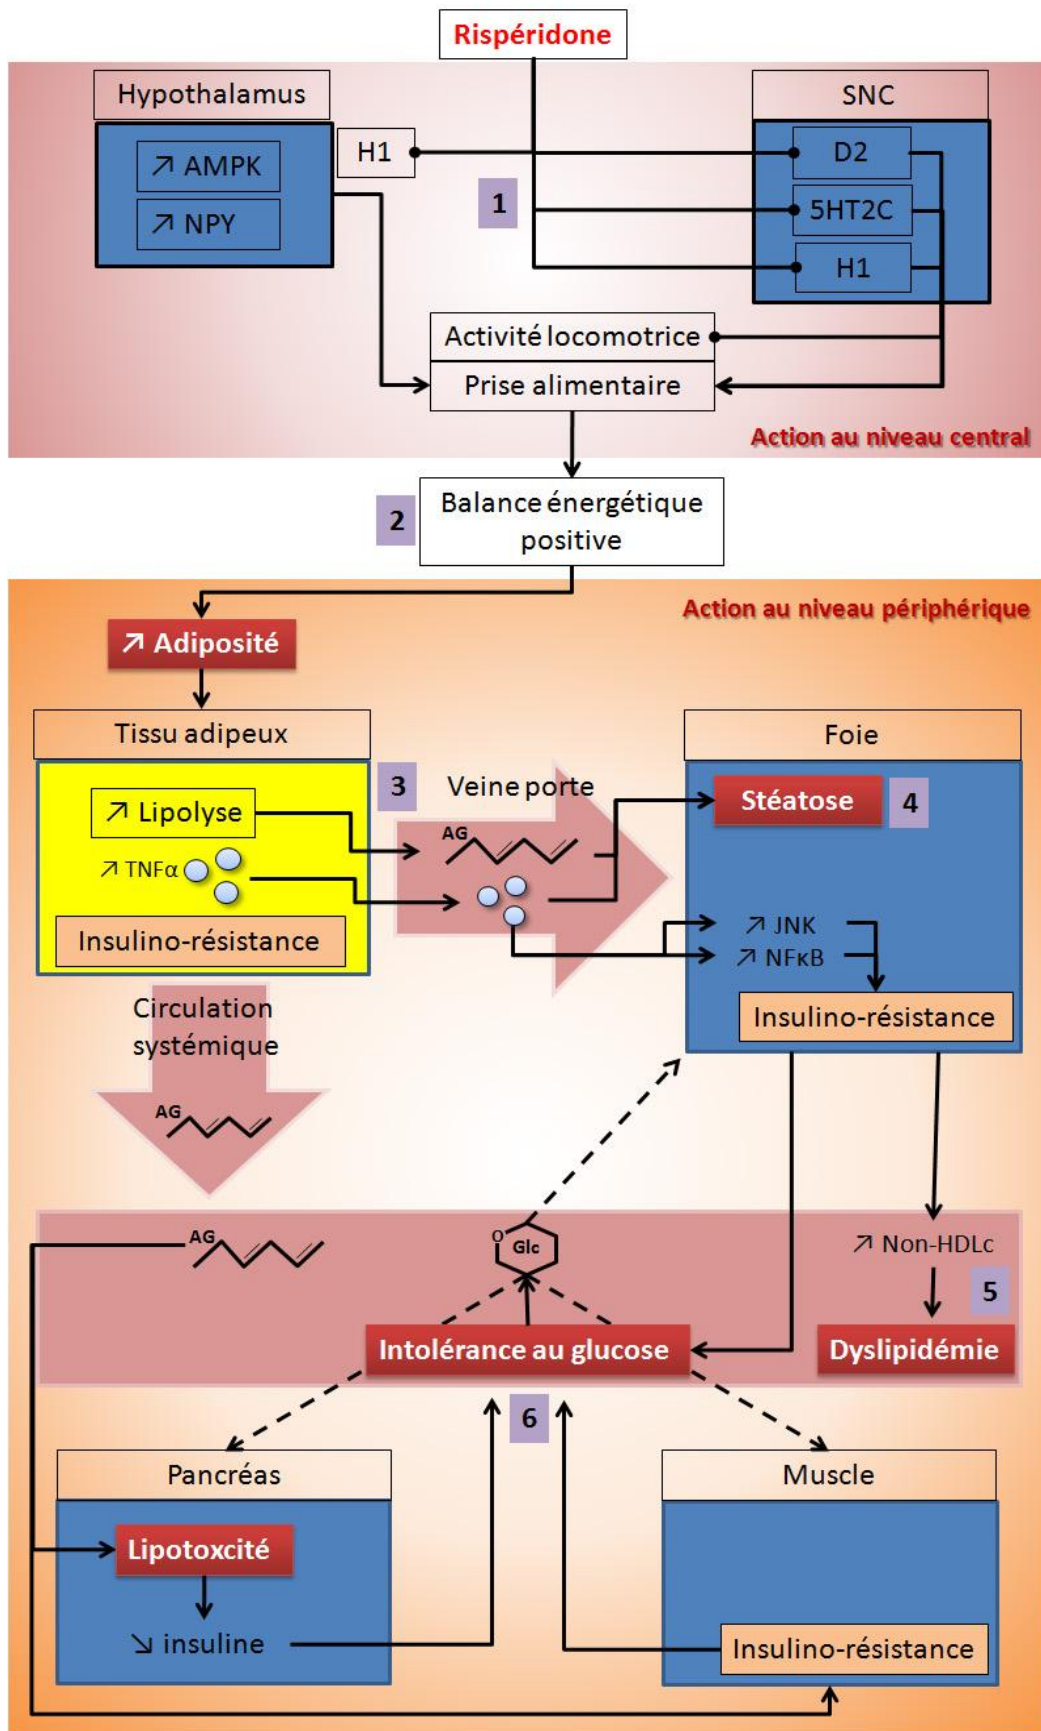 Rispéridone
Hypothalamus
SNC
↗ AMPK
↗ NPY
H1
1
D2
5HT2C
H1
Activité locomotrice
Prise alimentaire
Action au niveau central
2
Balance énergétique
positive
Action au niveau périphérique
↗ Adiposité
Tissu adipeux
Foie
3
Veine porte
↗ Lipolyse
AG
Stéatose
4
↗ TNFα
Insulino-résistance
↗ JNK
↗ NFκB
Insulino-résistance
Circulation
systémique
AG
AG
O
Glc
↗ Non-HDLc
5
Intolérance au glucose
Dyslipidémie
6
Pancréas
Muscle
Lipotoxcité
↘ insuline
Insulino-résistance